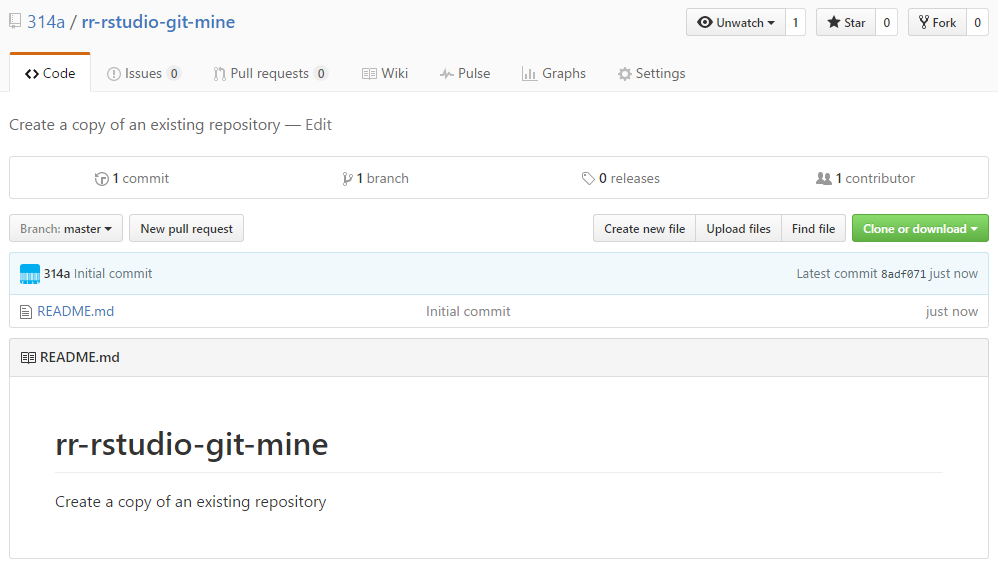 314a / rr-rstudio-git-mine Unwatch 1 Star 0 Fork 0
Code Issues 0 Pull requests 0 Wiki Pulse Graphs Settings
Create a copy of an existing repository — Edit
1 commit 1 branch 0 releases 1 contributor
Branch: master New pull request Create new file Upload files Find file Clone or download
314a Initial commit Latest commit 8adf071 just now
README.md Initial commit just now
README.md
rr-rstudio-git-mine
Create a copy of an existing repository